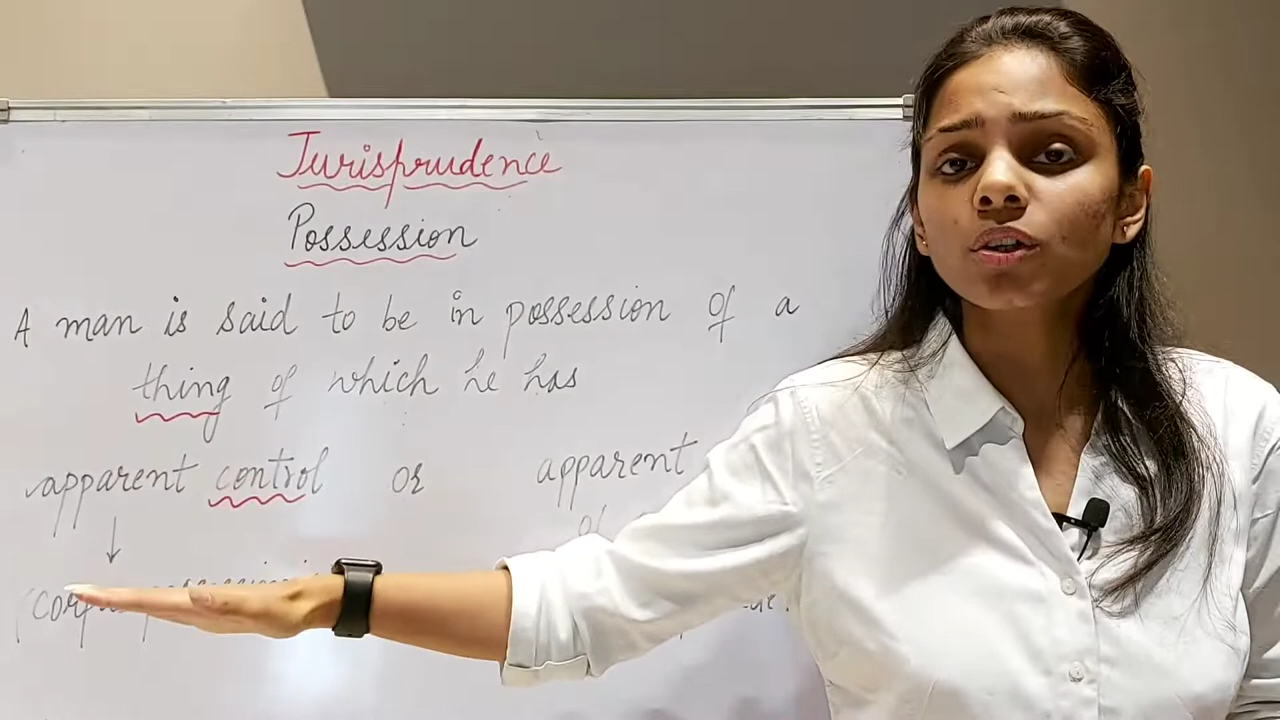 Jurisprudence
Possession
A man is said to be in possession of a
thing of which he has
apparent control or apparent